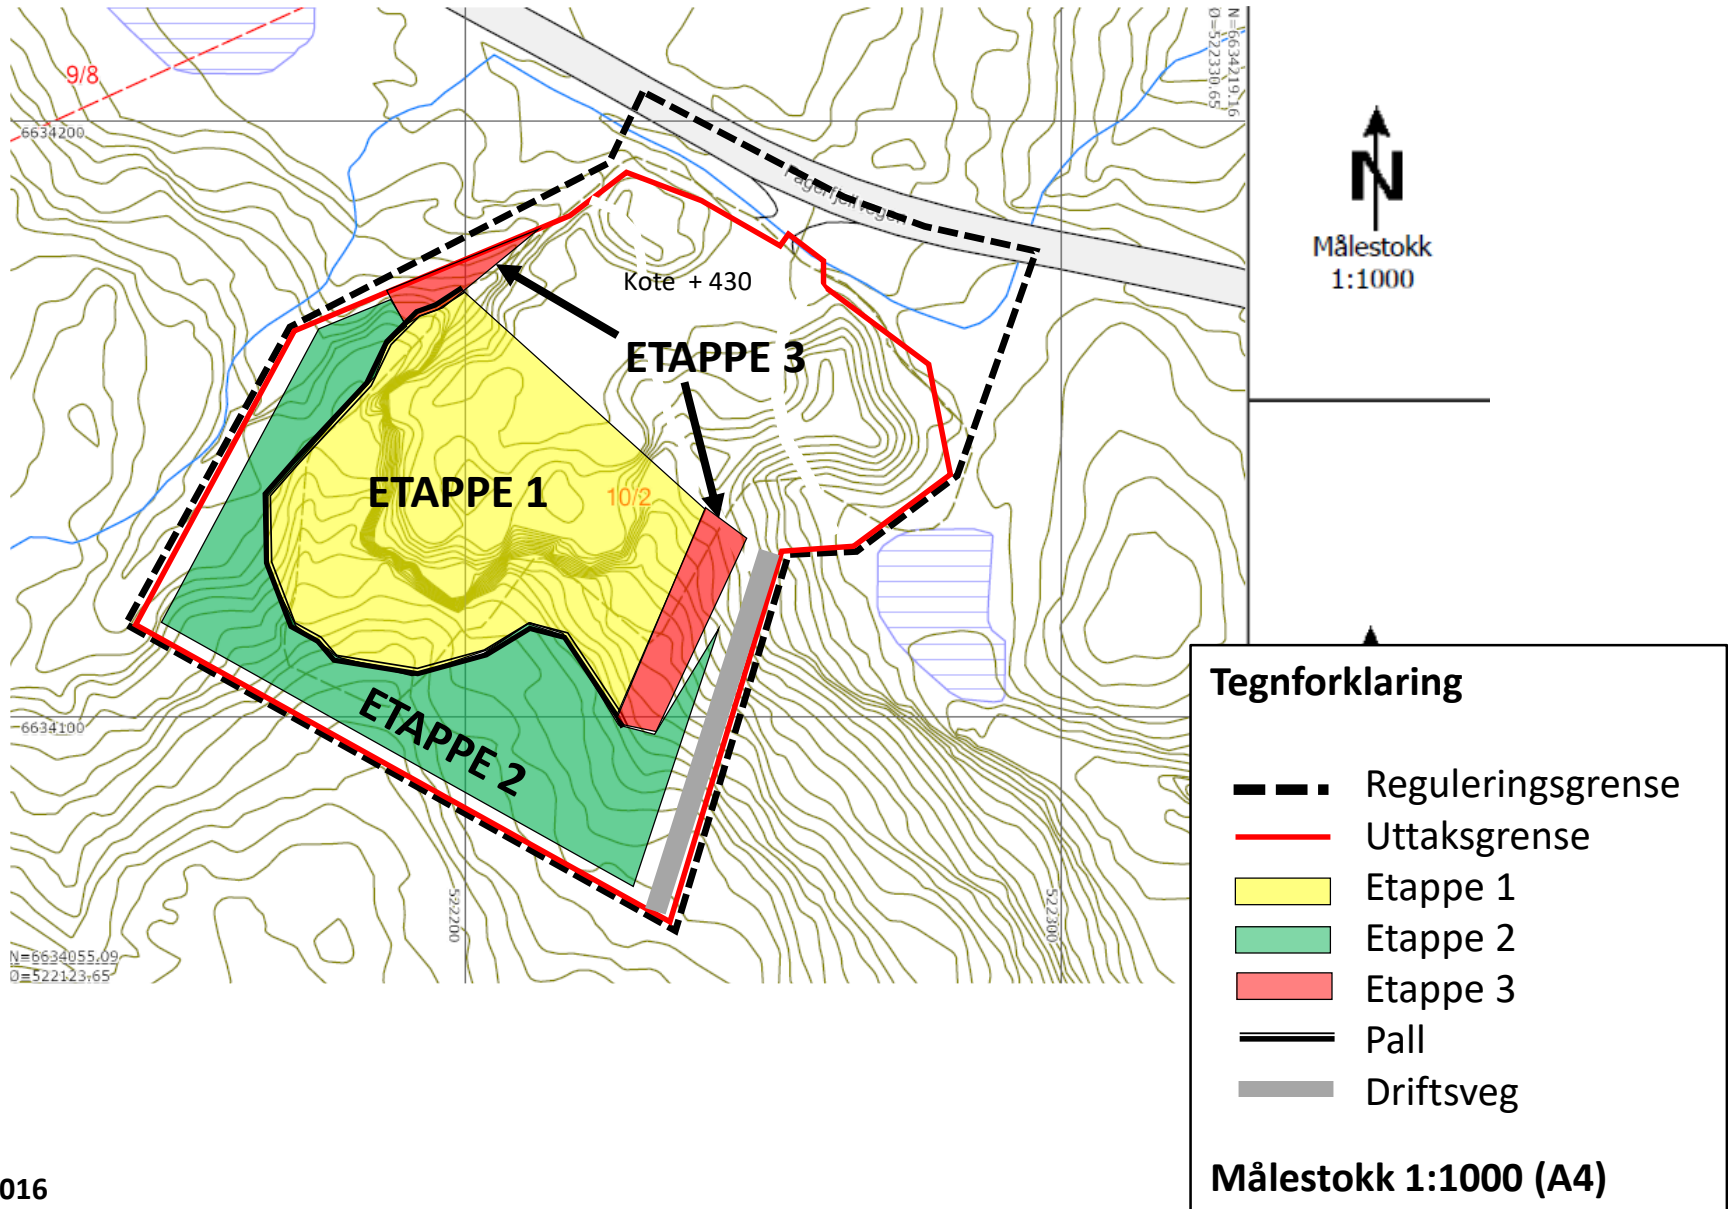 9/8
6634200
N=6634219.16
Ø=522330.65
Fagerfjellvegen
N
Målestokk
1:1000
Kote + 430
ETAPPE 3
ETAPPE 1
10/2
ETAPPE 2
6634100
522200
522300
N=6634055.09
Ø=522123.65
Tegnforklaring
Reguleringsgrense
Uttaksgrense
Etappe 1
Etappe 2
Etappe 3
Pall
Driftsveg
Målestokk 1:1000 (A4)
016